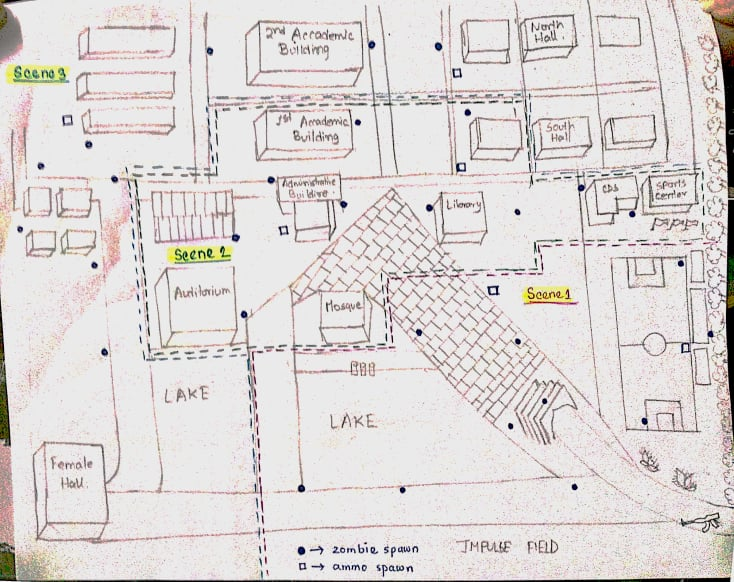 2nd Accademic
Building
North
Hall.
Scene 3
1st Academic
Building
South
Hall
Administrative
Building
CDS
Sports
center
Library
Scene 2
Auditorium
Mosque
Scene 1
LAKE
LAKE
Female
Hall.
→ zombie spawn
→ ammo spawn
IMPULSE FIELD